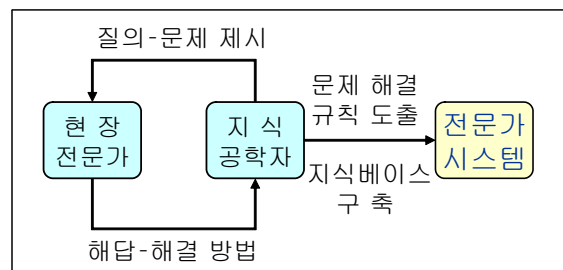 질의-문제 제시
현 장
전문가
지 식
공학자
문제 해결
규칙 도출
지식베이스
구 축
전문가
시스템
해답-해결 방법